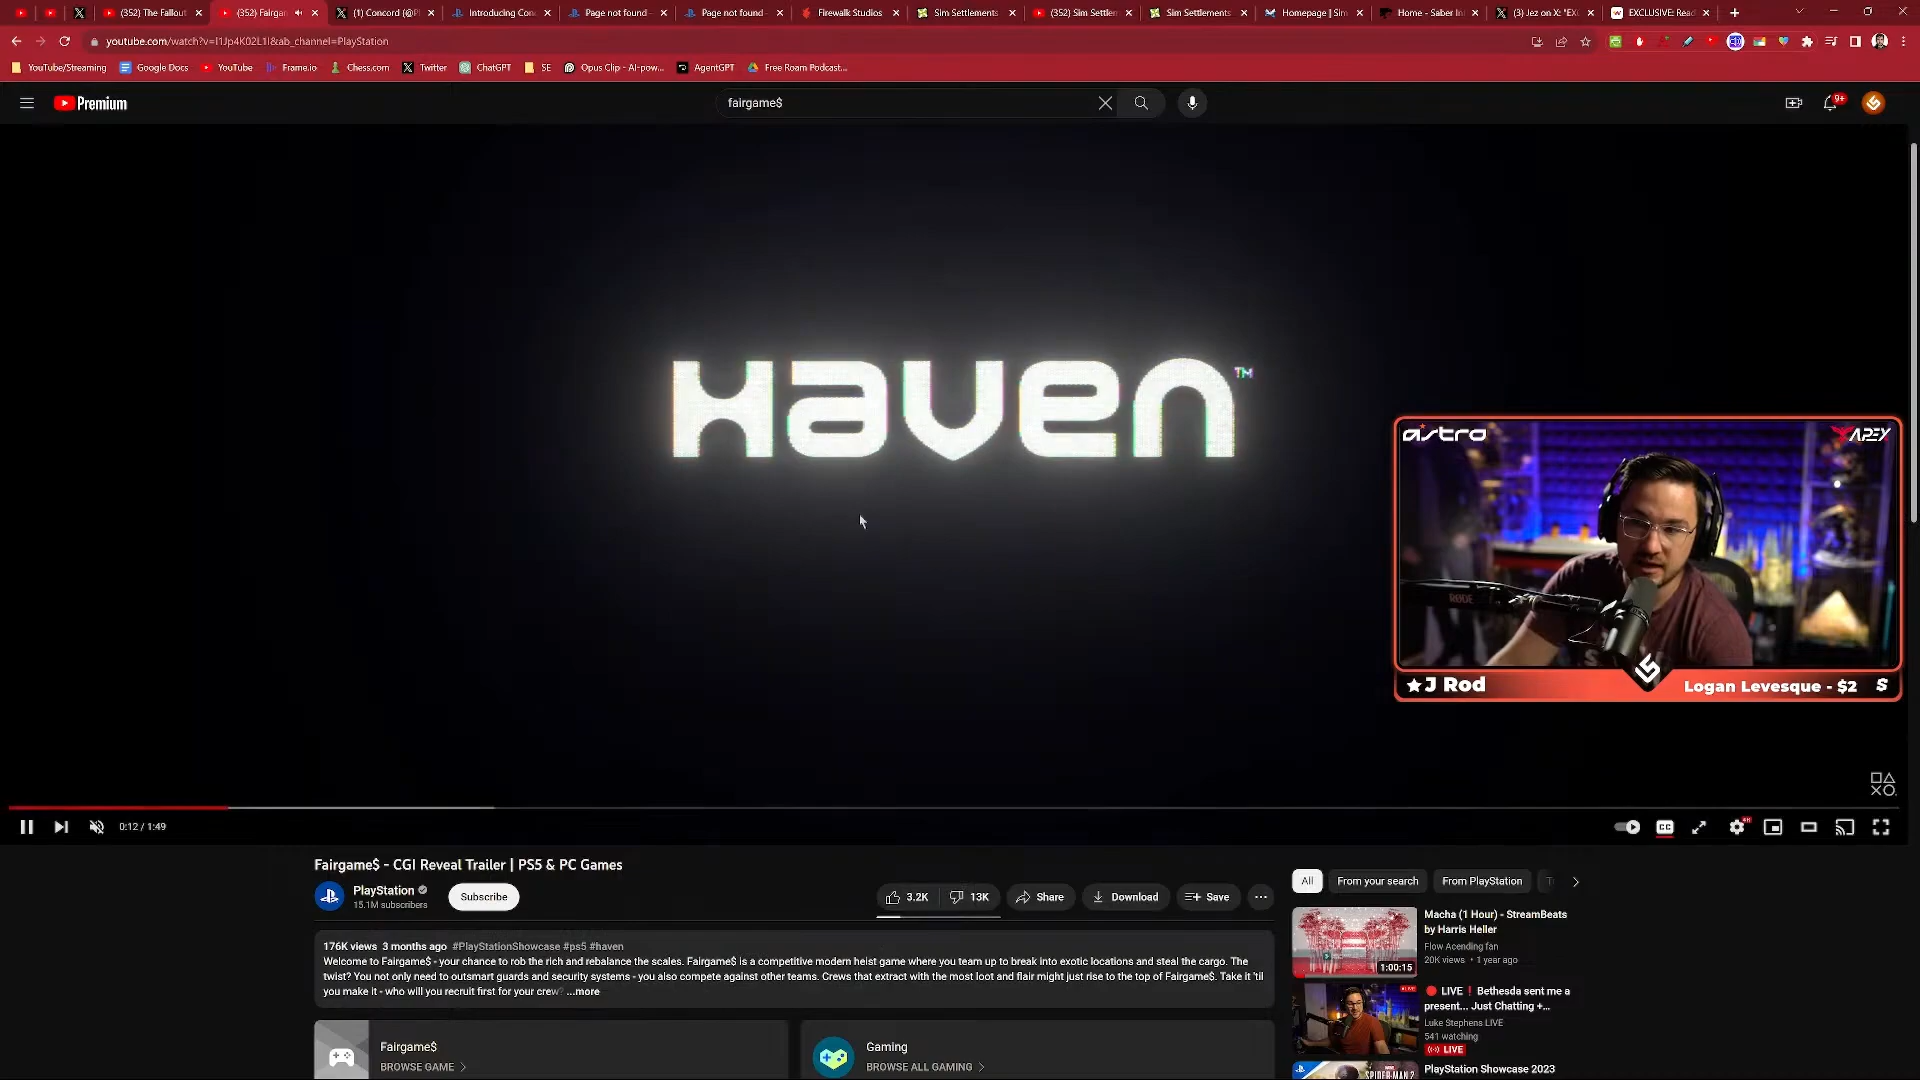 (352) The Fallout
(352) Fairgam
(1) Concord (@Pl
Introducing Con
Page not found –
Page not found –
Firewalk Studios
Sim Settlements
(352) Sim Settlem
Sim Settlements
Homepage | Sim
Home - Saber In
(3) Jez on X: "EXC
EXCLUSIVE: Read
YouTube/Streaming
Google Docs
YouTube
Frame.io
Chess.com
Twitter
ChatGPT
SE
Opus Clip - AI-pow...
AgentGPT
Free Roam Podcast...
Premium
fairgame$
9+
Haven™
astro
APEX
RØDE
J Rod
Logan Levesque - $2
0:12 / 1:49
CC
Fairgame$ - CGI Reveal Trailer | PS5 & PC Games
PlayStation
15.1M subscribers
Subscribe
3.2K
13K
Share
Download
Save
176K views 3 months ago #PlayStationShowcase #ps5 #haven
Welcome to Fairgame$ - your chance to rob the rich and rebalance the scales. Fairgame$ is a competitive modern heist game where you team up to break into exotic locations and steal the cargo. The
twist? You not only need to outsmart guards and security systems - you also compete against other teams. Crews that extract with the most loot and flair might just rise to the top of Fairgame$. Take it 'til
you make it - who will you recruit first for your crew? ...more
Fairgame$
BROWSE GAME
Gaming
BROWSE ALL GAMING
All
From your search
From PlayStation
Macha (1 Hour) - StreamBeats
by Harris Heller
Flow Acending fan
20K views • 1 year ago
1:00:15
LIVE ! Bethesda sent me a
present... Just Chatting +...
Luke Stephens LIVE
541 watching
LIVE
PlayStation Showcase 2023
SPIDER-MAN 2